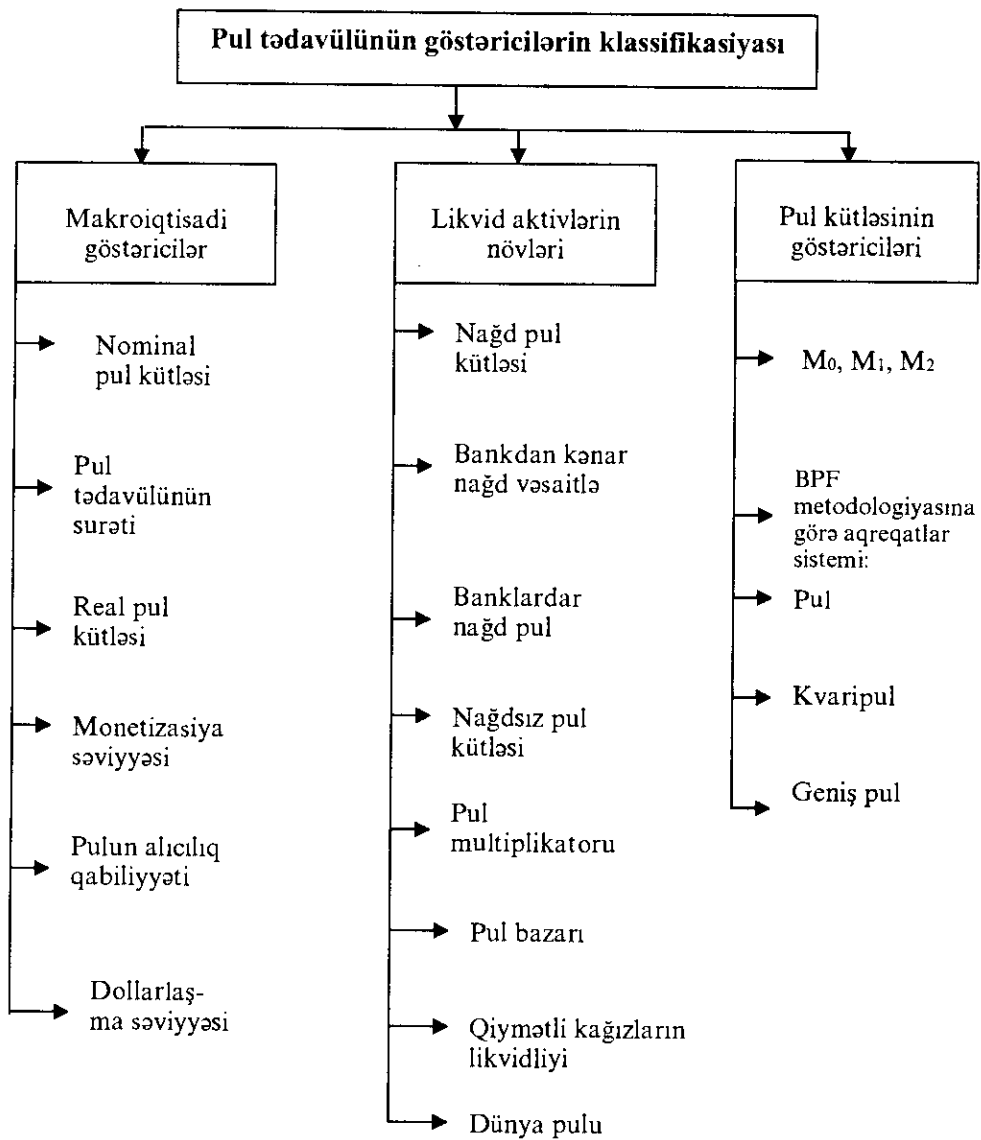 Pul tədavülünün göstəricilərin klassifikasiyası
Makroiqtisadi
göstəricilər
Nominal
pul kütləsi
Pul
tədavülünün
surəti
Real pul
kütləsi
Monetizasiya
səviyyəsi
Pulun alıcılıq
qabiliyyəti
Dollarlaş-
ma səviyyəsi
Likvid aktivlərin
növləri
Nağd pul
kütləsi
Bankdan kənar
nağd vəsaitlə
Banklardar
nağd pul
Nağdsız pul
kütləsi
Pul
multiplikatoru
Pul bazarı
Qiymətli kağızların
likvidliyi
Dünya pulu
Pul kütləsinin
göstəriciləri
M₀, M₁, M₂
BPF
metodologiyasına
görə aqreqatlar
sistemi:
Pul
Kvaripul
Geniş pul